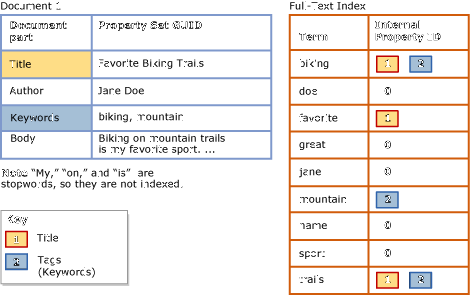 Document 1
Document part
Property Set GUID
Title
Favorite Biking Trails
Author
Jane Doe
Keywords
biking, mountain
Body
Biking on mountain trails
is my favorite sport. ...
Note “My,” “on,” and “is” are
stopwords, so they are not indexed.
Key
1 Title
2 Tags
(Keywords)
Full-Text Index
Term
Internal
Property ID
biking 1 2
doe 0
favorite 1
great 0
jane 0
mountain 2
name 0
sport 0
trails 1 2